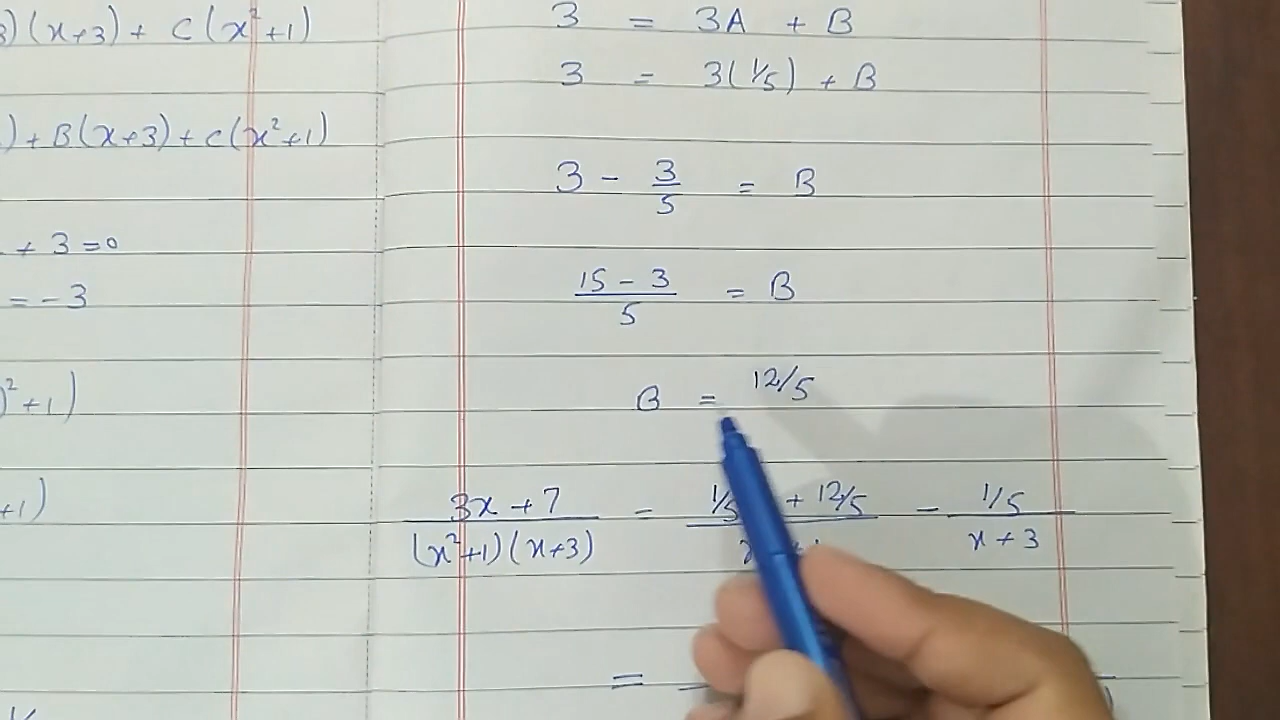 ) (x+3) + C (x²+1)
) + B(x+3) + C(x²+1)
+ 3 = 0
= -3
)² + 1)
+1)
3 = 3A + B
3 = 3(1/5) + B
3 - 3/5 = B
15 - 3 / 5 = B
B = 12/5
3x + 7 / (x²+1) (x+3) = 1/5 + 12/5 / - 1/5 / x + 3
=